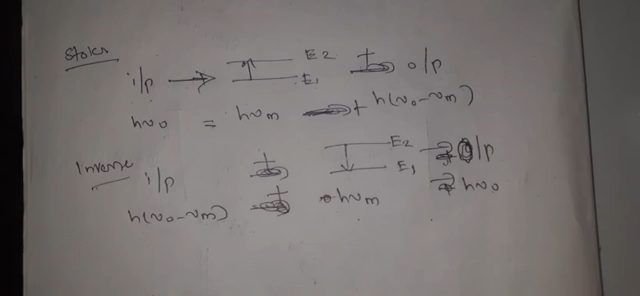 Stokes
i/p → E2 + o/p
E1
hν0 = hνm + h(ν0-νm)
Inverse
i/p + E2 → o/p
E1
h(ν0-νm) + hνm → hν0